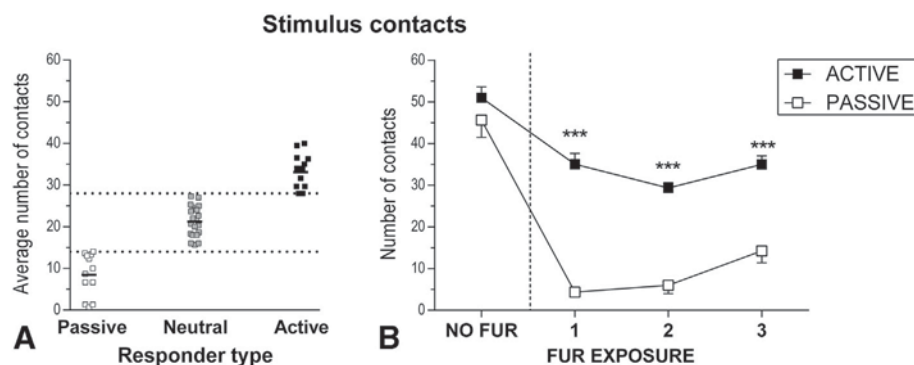 Stimulus contacts
Average number of contacts
60
50
40
30
20
10
0
Passive Neutral Active
Responder type
A
Number of contacts
60
50
40
30
20
10
0
*** *** ***
NO FUR 1 2 3
FUR EXPOSURE
B
ACTIVE
PASSIVE